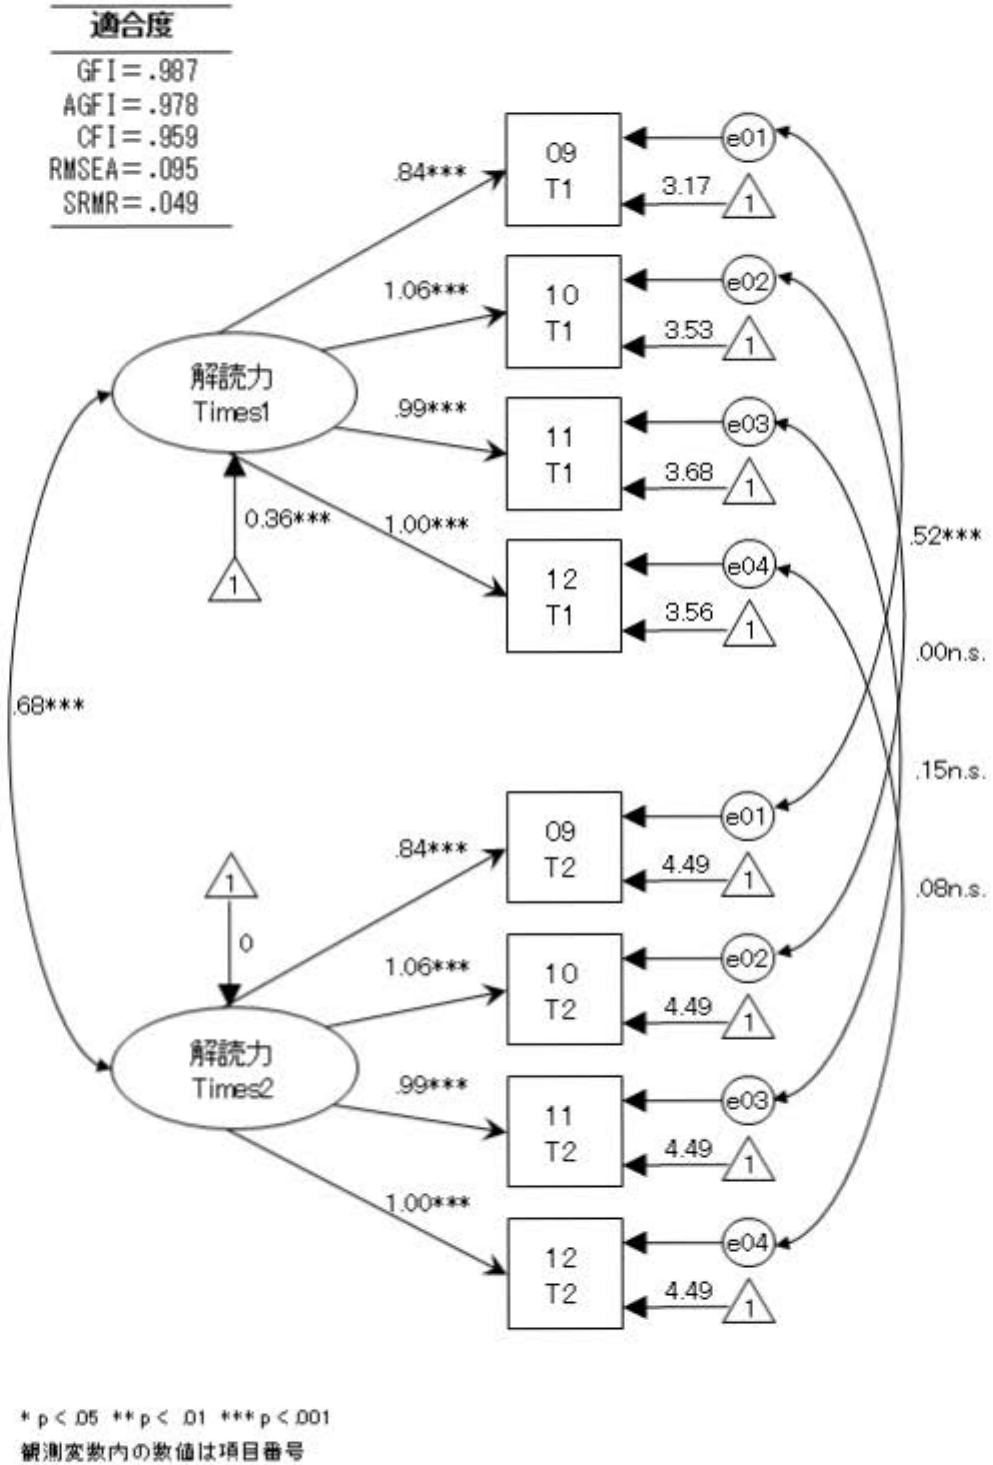 適合度
GFI＝.987
AGFI＝.978
CFI＝.959
RMSEA＝.095
SRMR＝.049
.84***
09
T1
e01
3.17
1
1.06***
10
T1
e02
3.53
1
解読力
Times1
.99***
11
T1
e03
3.68
1
0.36***
1
1.00***
12
T1
e04
3.56
1
.52***
.00n.s.
.68***
.15n.s.
.08n.s.
.84***
09
T2
e01
4.49
1
1
0
1.06***
10
T2
e02
4.49
1
解読力
Times2
.99***
11
T2
e03
4.49
1
1.00***
12
T2
e04
4.49
1
* p < .05 ** p < .01 *** p < .001
観測変数内の数値は項目番号